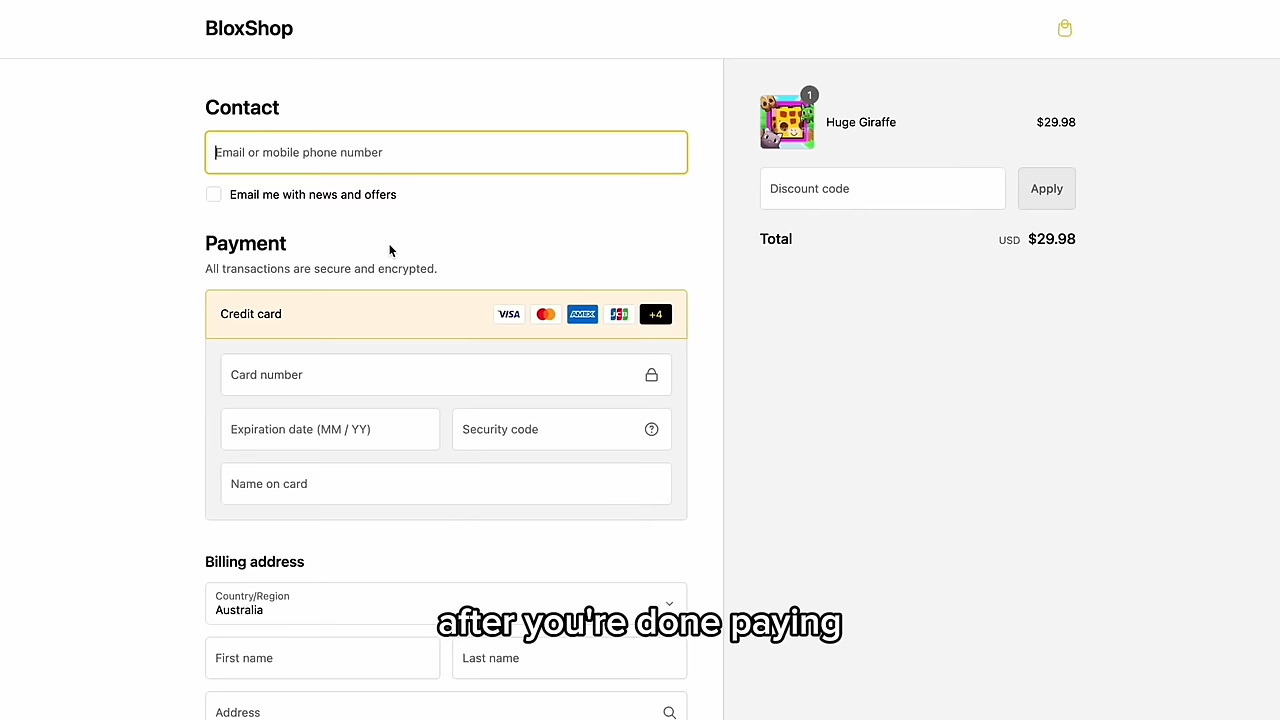 BloxShop
Contact
Email or mobile phone number
Email me with news and offers
Payment
All transactions are secure and encrypted.
Credit card VISA AMEX JCB +4
Card number
Expiration date (MM / YY) Security code
Name on card
Billing address
Country/Region
Australia
First name Last name
Address
1
Huge Giraffe $29.98
Discount code Apply
Total USD $29.98
after you're done paying